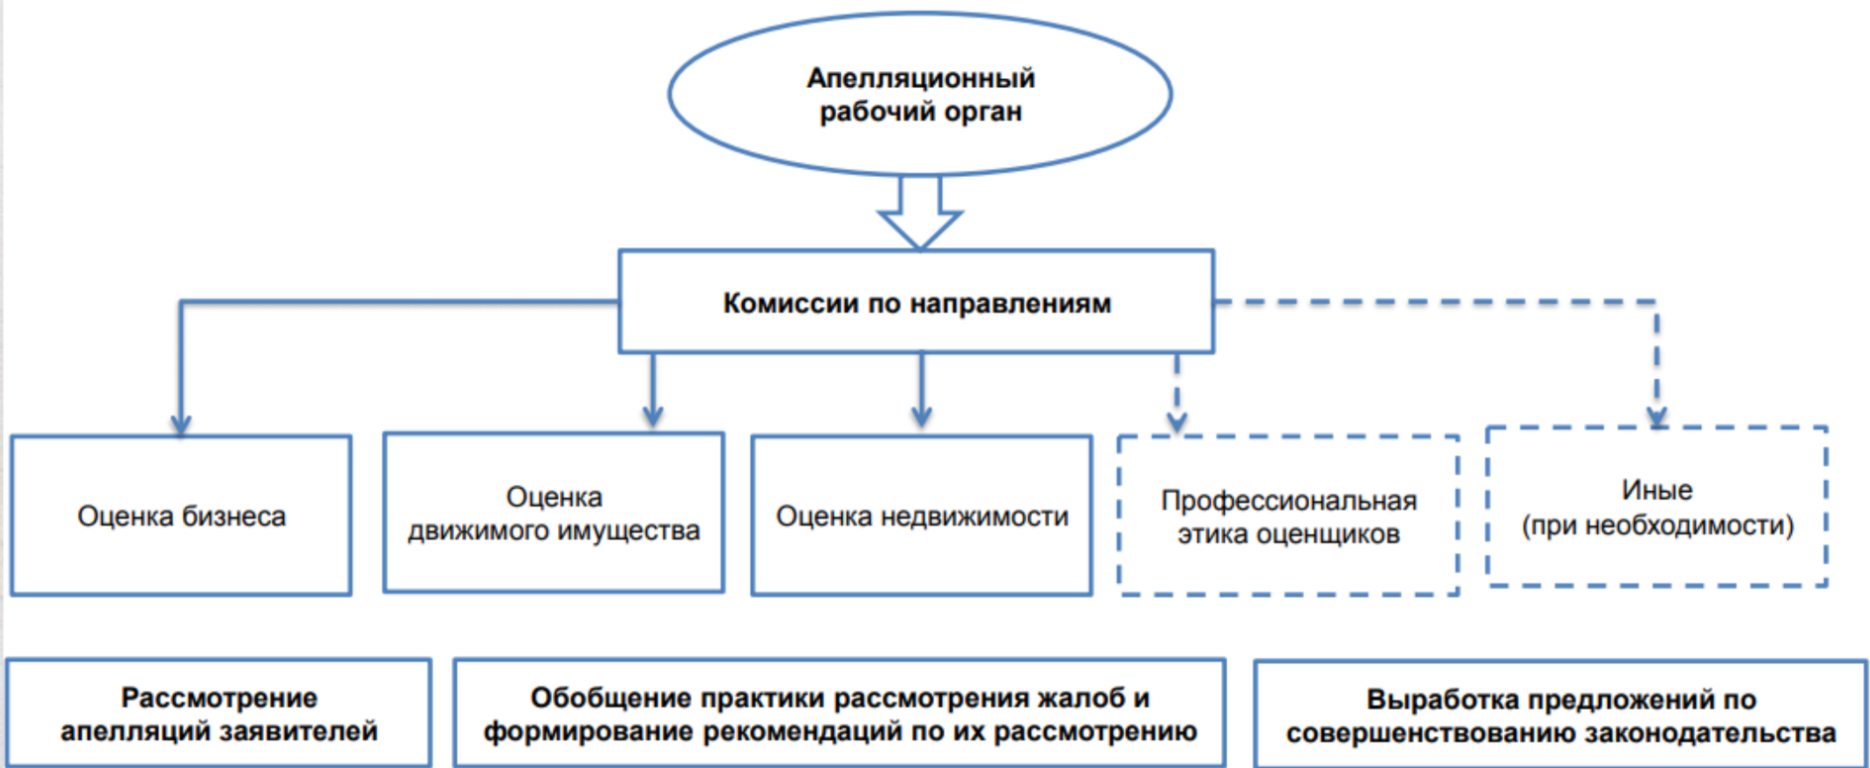 Апелляционный
рабочий орган
Комиссии по направлениям
Оценка бизнеса
Оценка
движимого имущества
Оценка недвижимости
Профессиональная
этика оценщиков
Иные
(при необходимости)
Рассмотрение
апелляций заявителей
Обобщение практики рассмотрения жалоб и
формирование рекомендаций по их рассмотрению
Выработка предложений по
совершенствованию законодательства